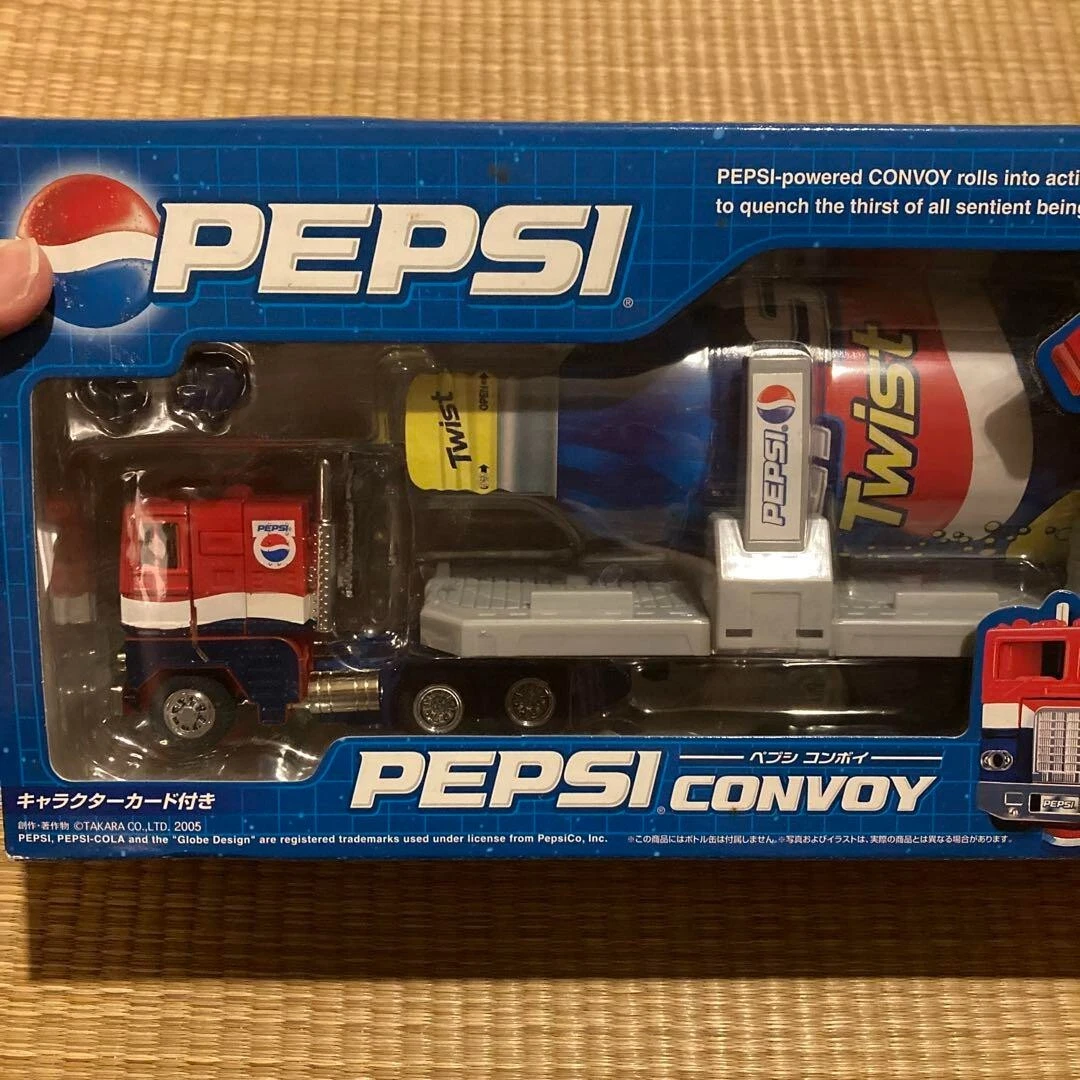 PEPSI®
PEPSI-powered CONVOY rolls into acti
to quench the thirst of all sentient being
Twist
OPEN
PEPSI®
Twist
PEPSI
PEPSI® CONVOY
ペプシ コンボイ
PEPSI
キャラクターカード付き
創作・著作物 ©TAKARA CO.,LTD. 2005
PEPSI, PEPSI-COLA and the "Globe Design" are registered trademarks used under license from PepsiCo, Inc.
※この商品にはボトル缶は付属しません。※写真およびイラストは、実際の商品とは異なる場合があります。